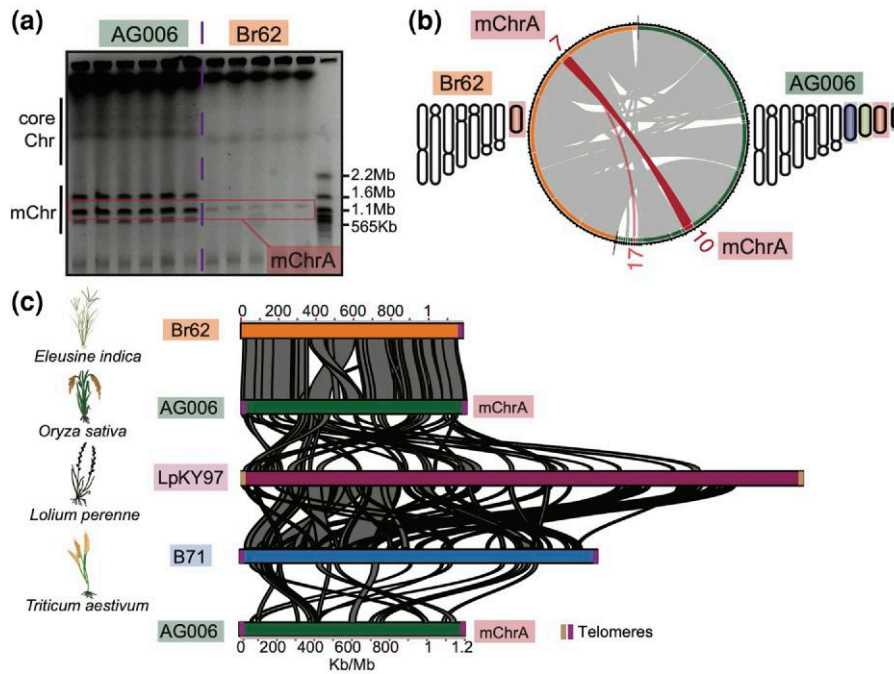 (a)
AG006
Br62
core
Chr
mChr
2.2Mb
1.6Mb
1.1Mb
565Kb
mChrA
(b)
mChrA
7
Br62
AG006
17
10
mChrA
(c)
0 200 400 600 800 1
Br62
Eleusine indica
AG006
mChrA
Oryza sativa
LpKY97
Lolium perenne
B71
Triticum aestivum
AG006
mChrA
Telomeres
0 200 400 600 800 1 1.2
Kb/Mb